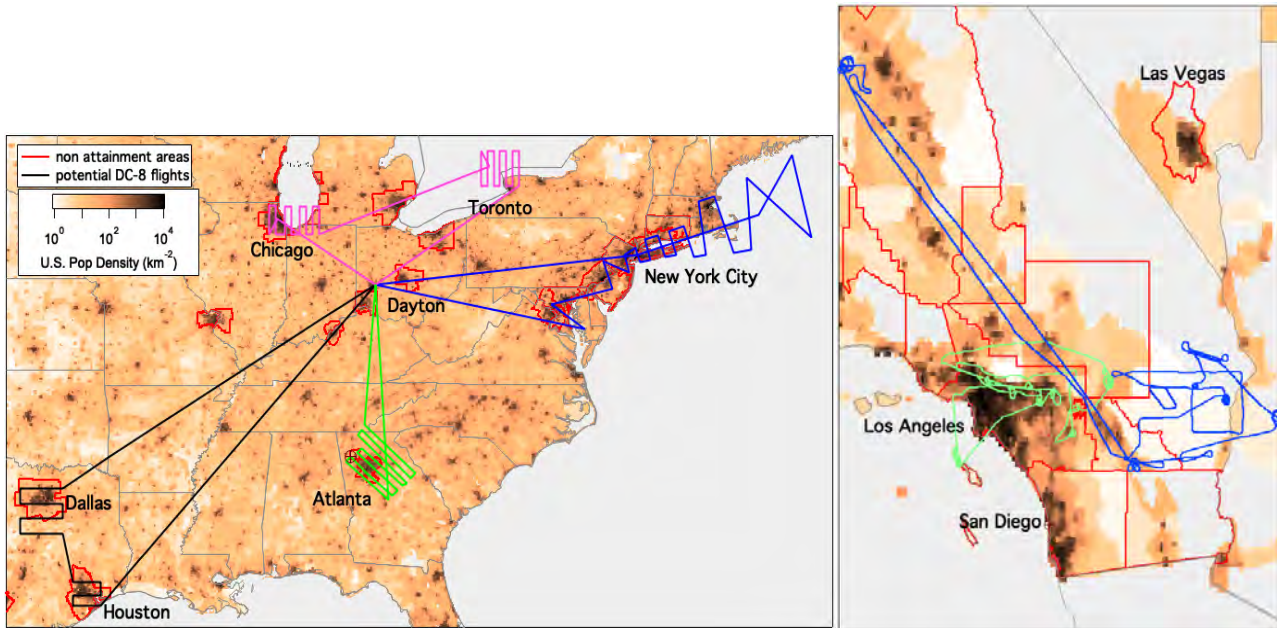 non attainment areas
potential DC-8 flights
10⁰ 10² 10⁴
U.S. Pop Density (km⁻²)
Toronto
Chicago
New York City
Dayton
Dallas
Atlanta
Houston
Las Vegas
Los Angeles
San Diego